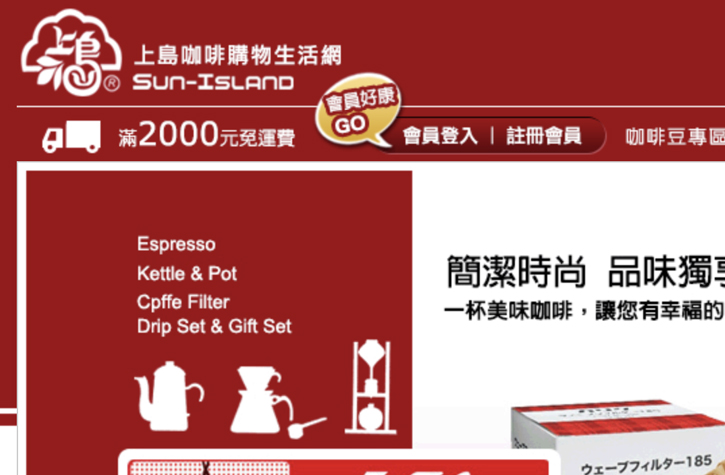 上島咖啡購物生活網
SUN-ISLAND
會員好康
GO
滿2000元免運費
會員登入 | 註冊會員
咖啡豆專區
Espresso
Kettle & Pot
Cpffe Filter
Drip Set & Gift Set
簡潔時尚 品味獨享
一杯美味咖啡，讓您有幸福的
ウェーブフィルター185